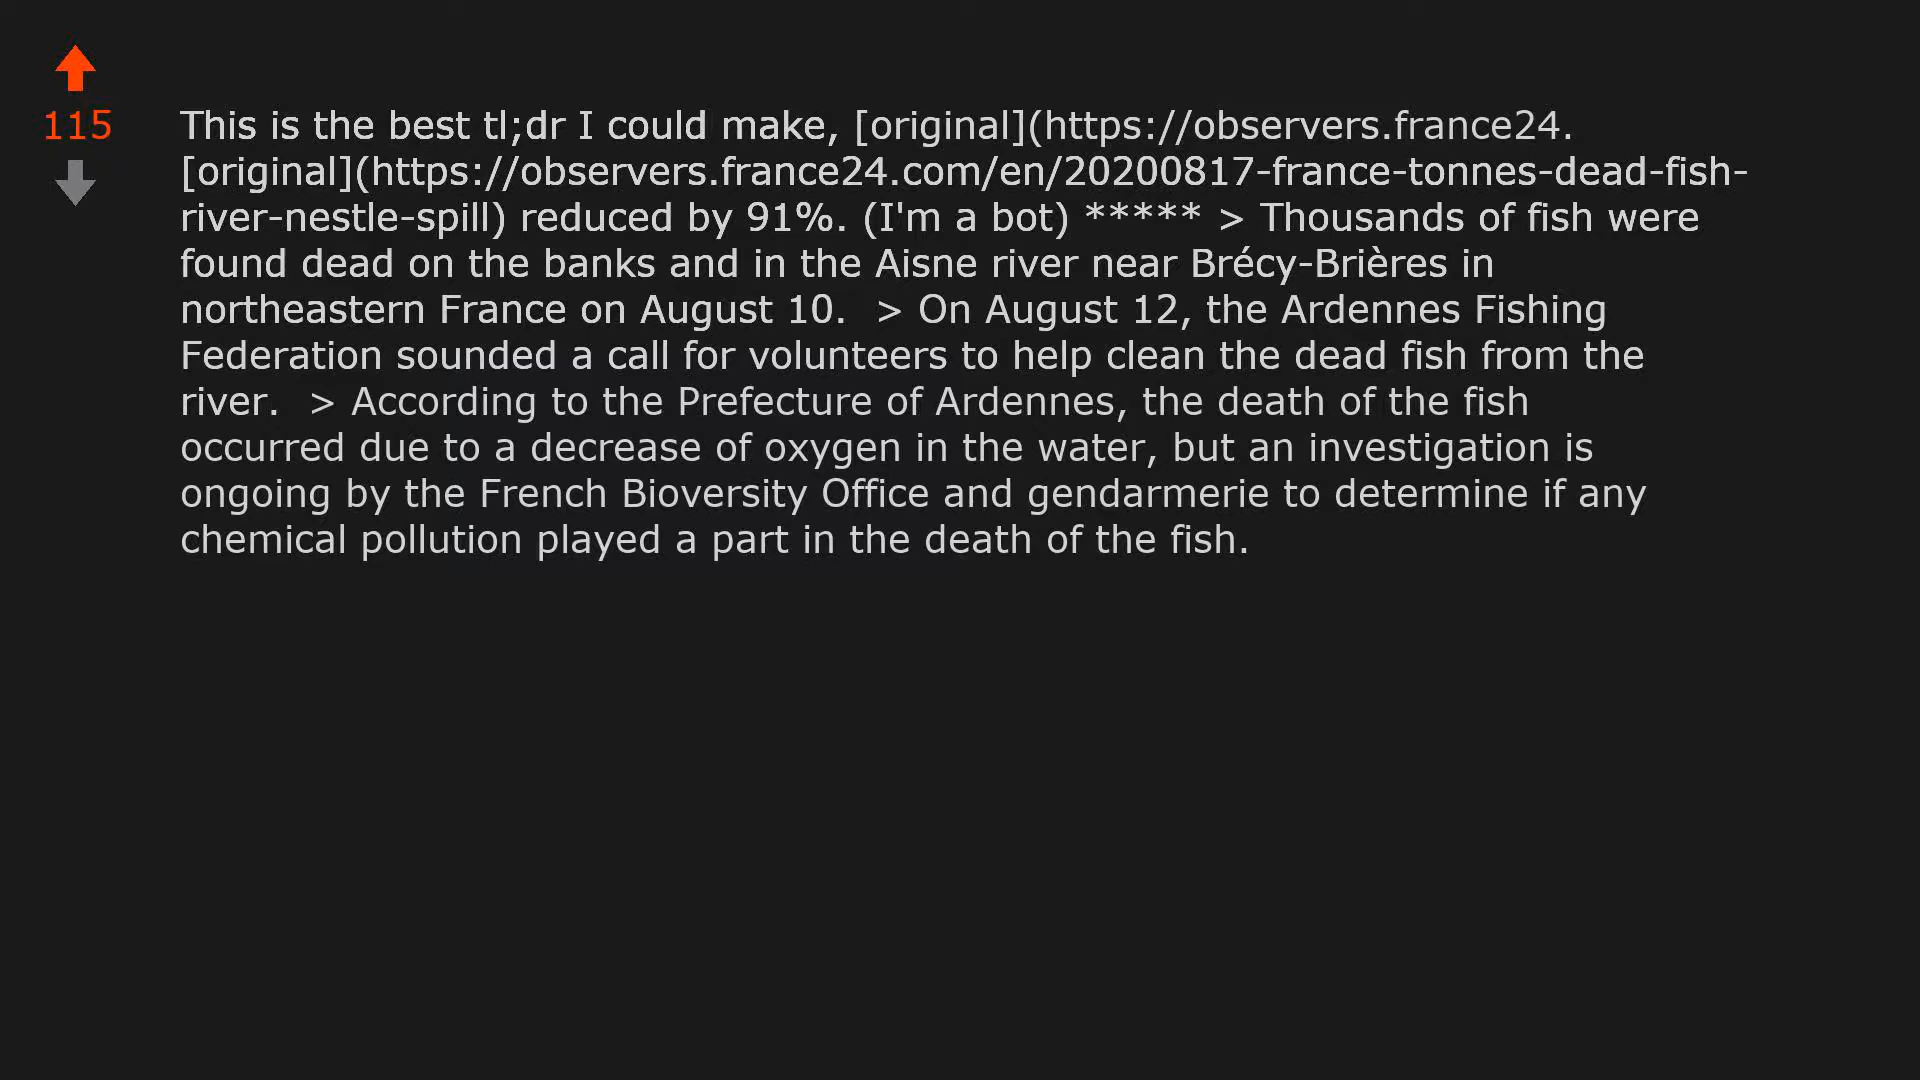 115
This is the best tl;dr I could make, [original](https://observers.france24.
[original](https://observers.france24.com/en/20200817-france-tonnes-dead-fish-
river-nestle-spill) reduced by 91%. (I'm a bot) ***** > Thousands of fish were
found dead on the banks and in the Aisne river near Brécy-Brières in
northeastern France on August 10.  > On August 12, the Ardennes Fishing
Federation sounded a call for volunteers to help clean the dead fish from the
river.  > According to the Prefecture of Ardennes, the death of the fish
occurred due to a decrease of oxygen in the water, but an investigation is
ongoing by the French Bioversity Office and gendarmerie to determine if any
chemical pollution played a part in the death of the fish.